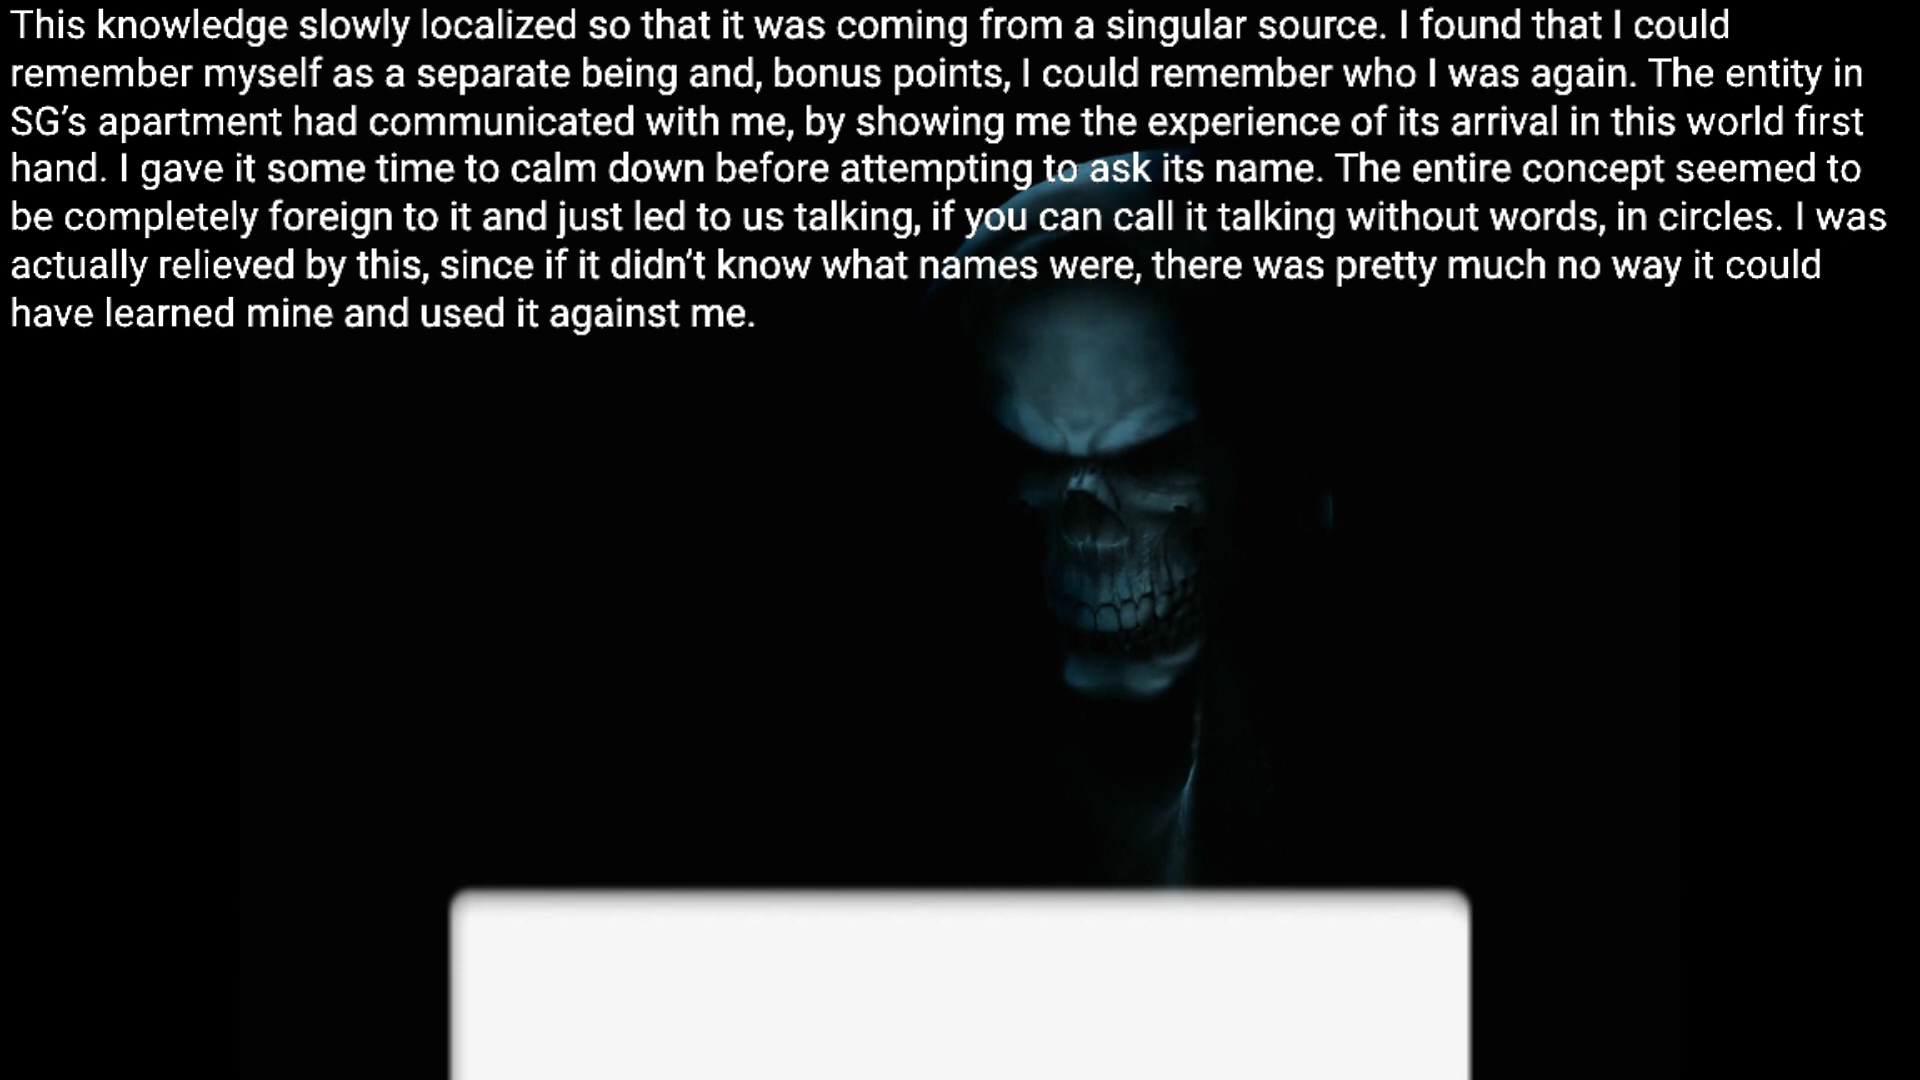 This knowledge slowly localized so that it was coming from a singular source. I found that I could
remember myself as a separate being and, bonus points, I could remember who I was again. The entity in
SG’s apartment had communicated with me, by showing me the experience of its arrival in this world first
hand. I gave it some time to calm down before attempting to ask its name. The entire concept seemed to
be completely foreign to it and just led to us talking, if you can call it talking without words, in circles. I was
actually relieved by this, since if it didn’t know what names were, there was pretty much no way it could
have learned mine and used it against me.